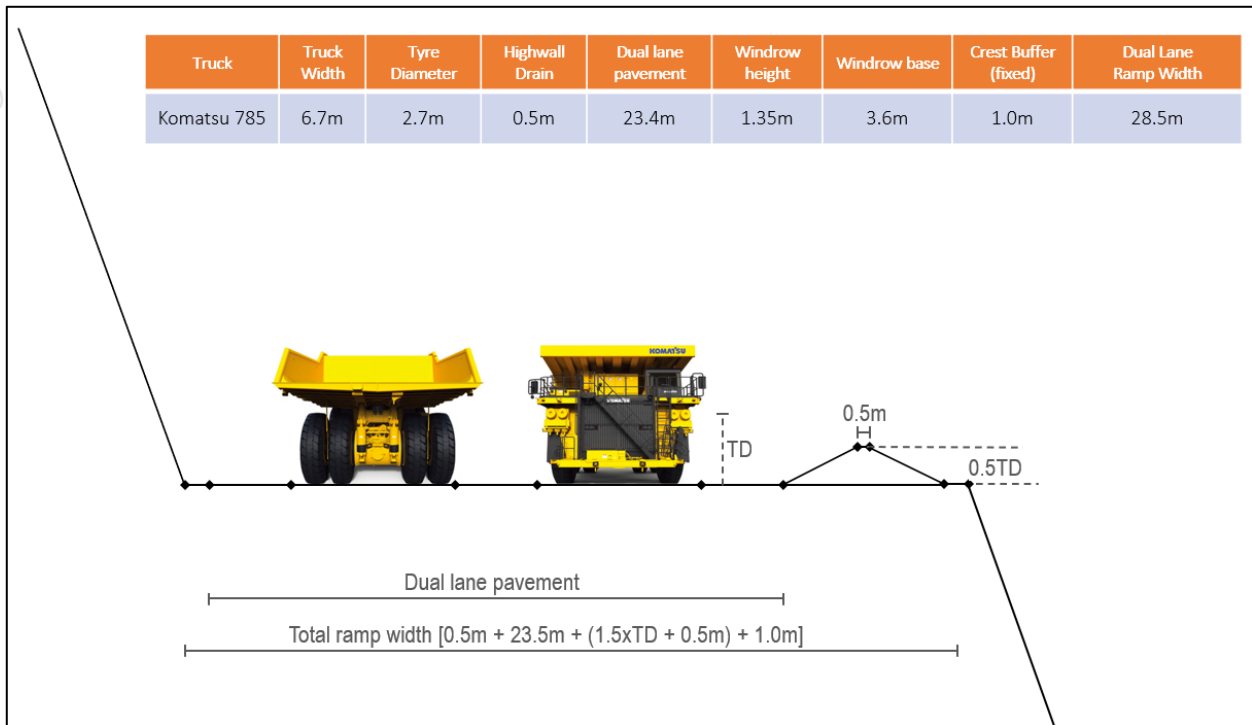 Truck Truck Width Tyre Diameter Highwall Drain Dual lane pavement Windrow height Windrow base Crest Buffer (fixed) Dual Lane Ramp Width
Komatsu 785 6.7m 2.7m 0.5m 23.4m 1.35m 3.6m 1.0m 28.5m
KOMATSU
0.5m
TD
0.5TD
Dual lane pavement
Total ramp width [0.5m + 23.5m + (1.5xTD + 0.5m) + 1.0m]